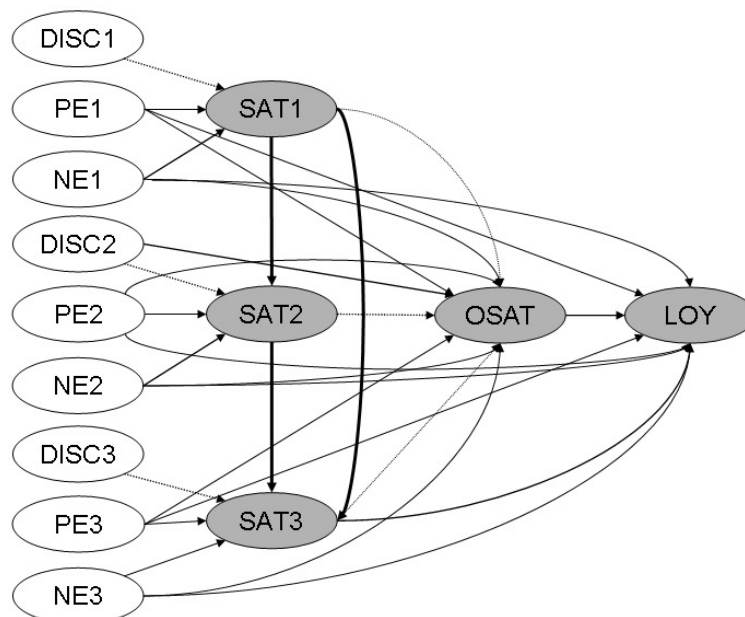 DISC1
PE1
SAT1
NE1
DISC2
PE2
SAT2
OSAT
LOY
NE2
DISC3
PE3
SAT3
NE3